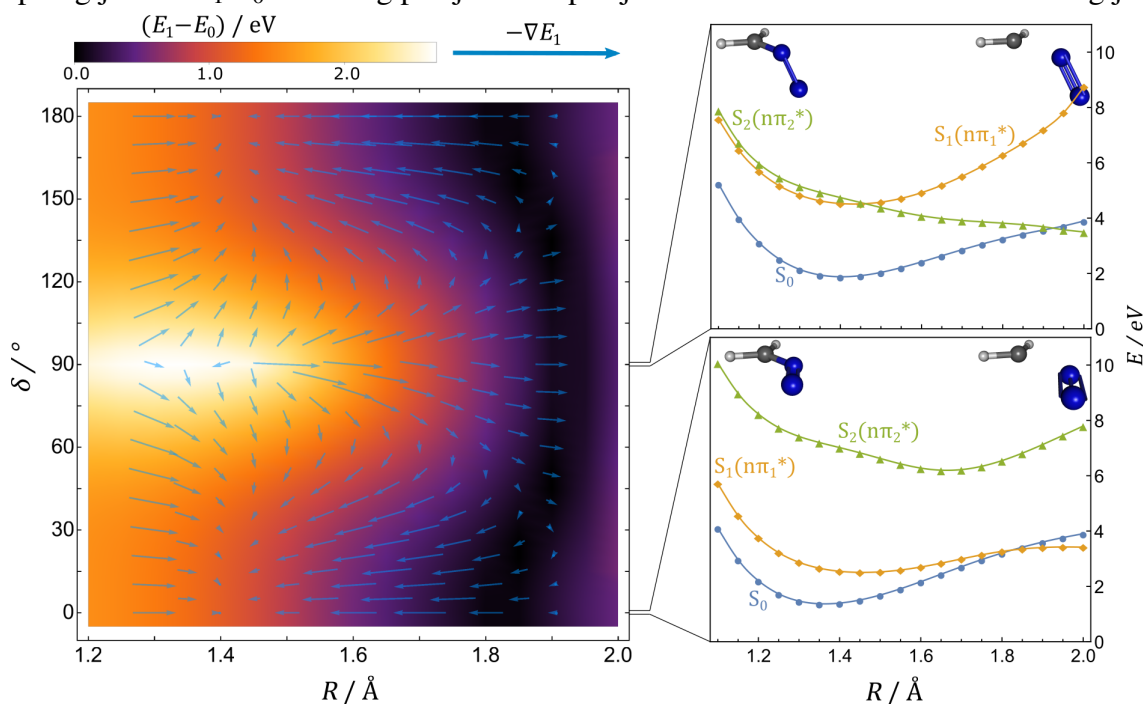 (E₁−E₀) / eV
0.0 1.0 2.0
−∇E₁
180
150
120
90
60
30
0
δ / °
1.2 1.4 1.6 1.8 2.0
R / Å
S₂(nπ₂*)
S₁(nπ₁*)
S₀
10
8
6
4
2
0
E / eV
S₂(nπ₂*)
S₁(nπ₁*)
S₀
10
8
6
4
2
0
1.2 1.4 1.6 1.8 2.0
R / Å